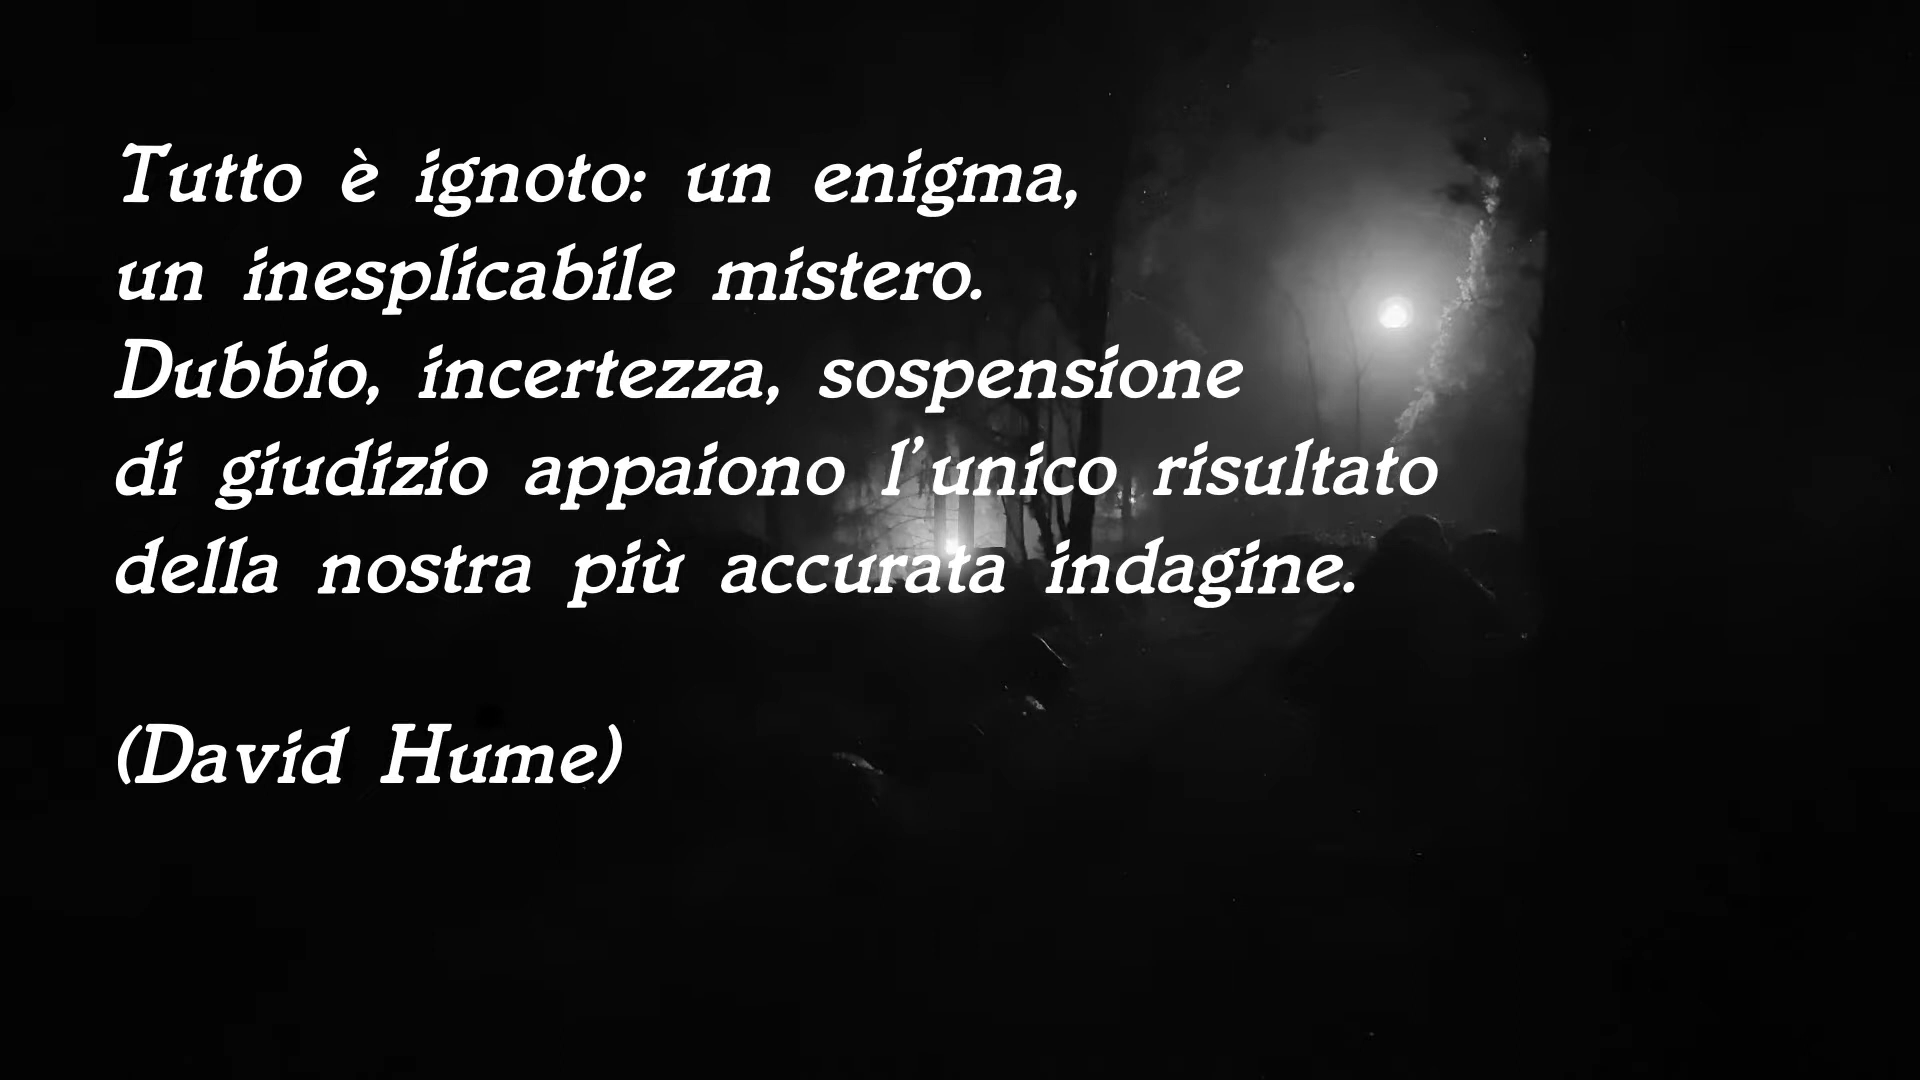 Tutto è ignoto: un enigma,
un inesplicabile mistero.
Dubbio, incertezza, sospensione
di giudizio appaiono l'unico risultato
della nostra più accurata indagine.
(David Hume)